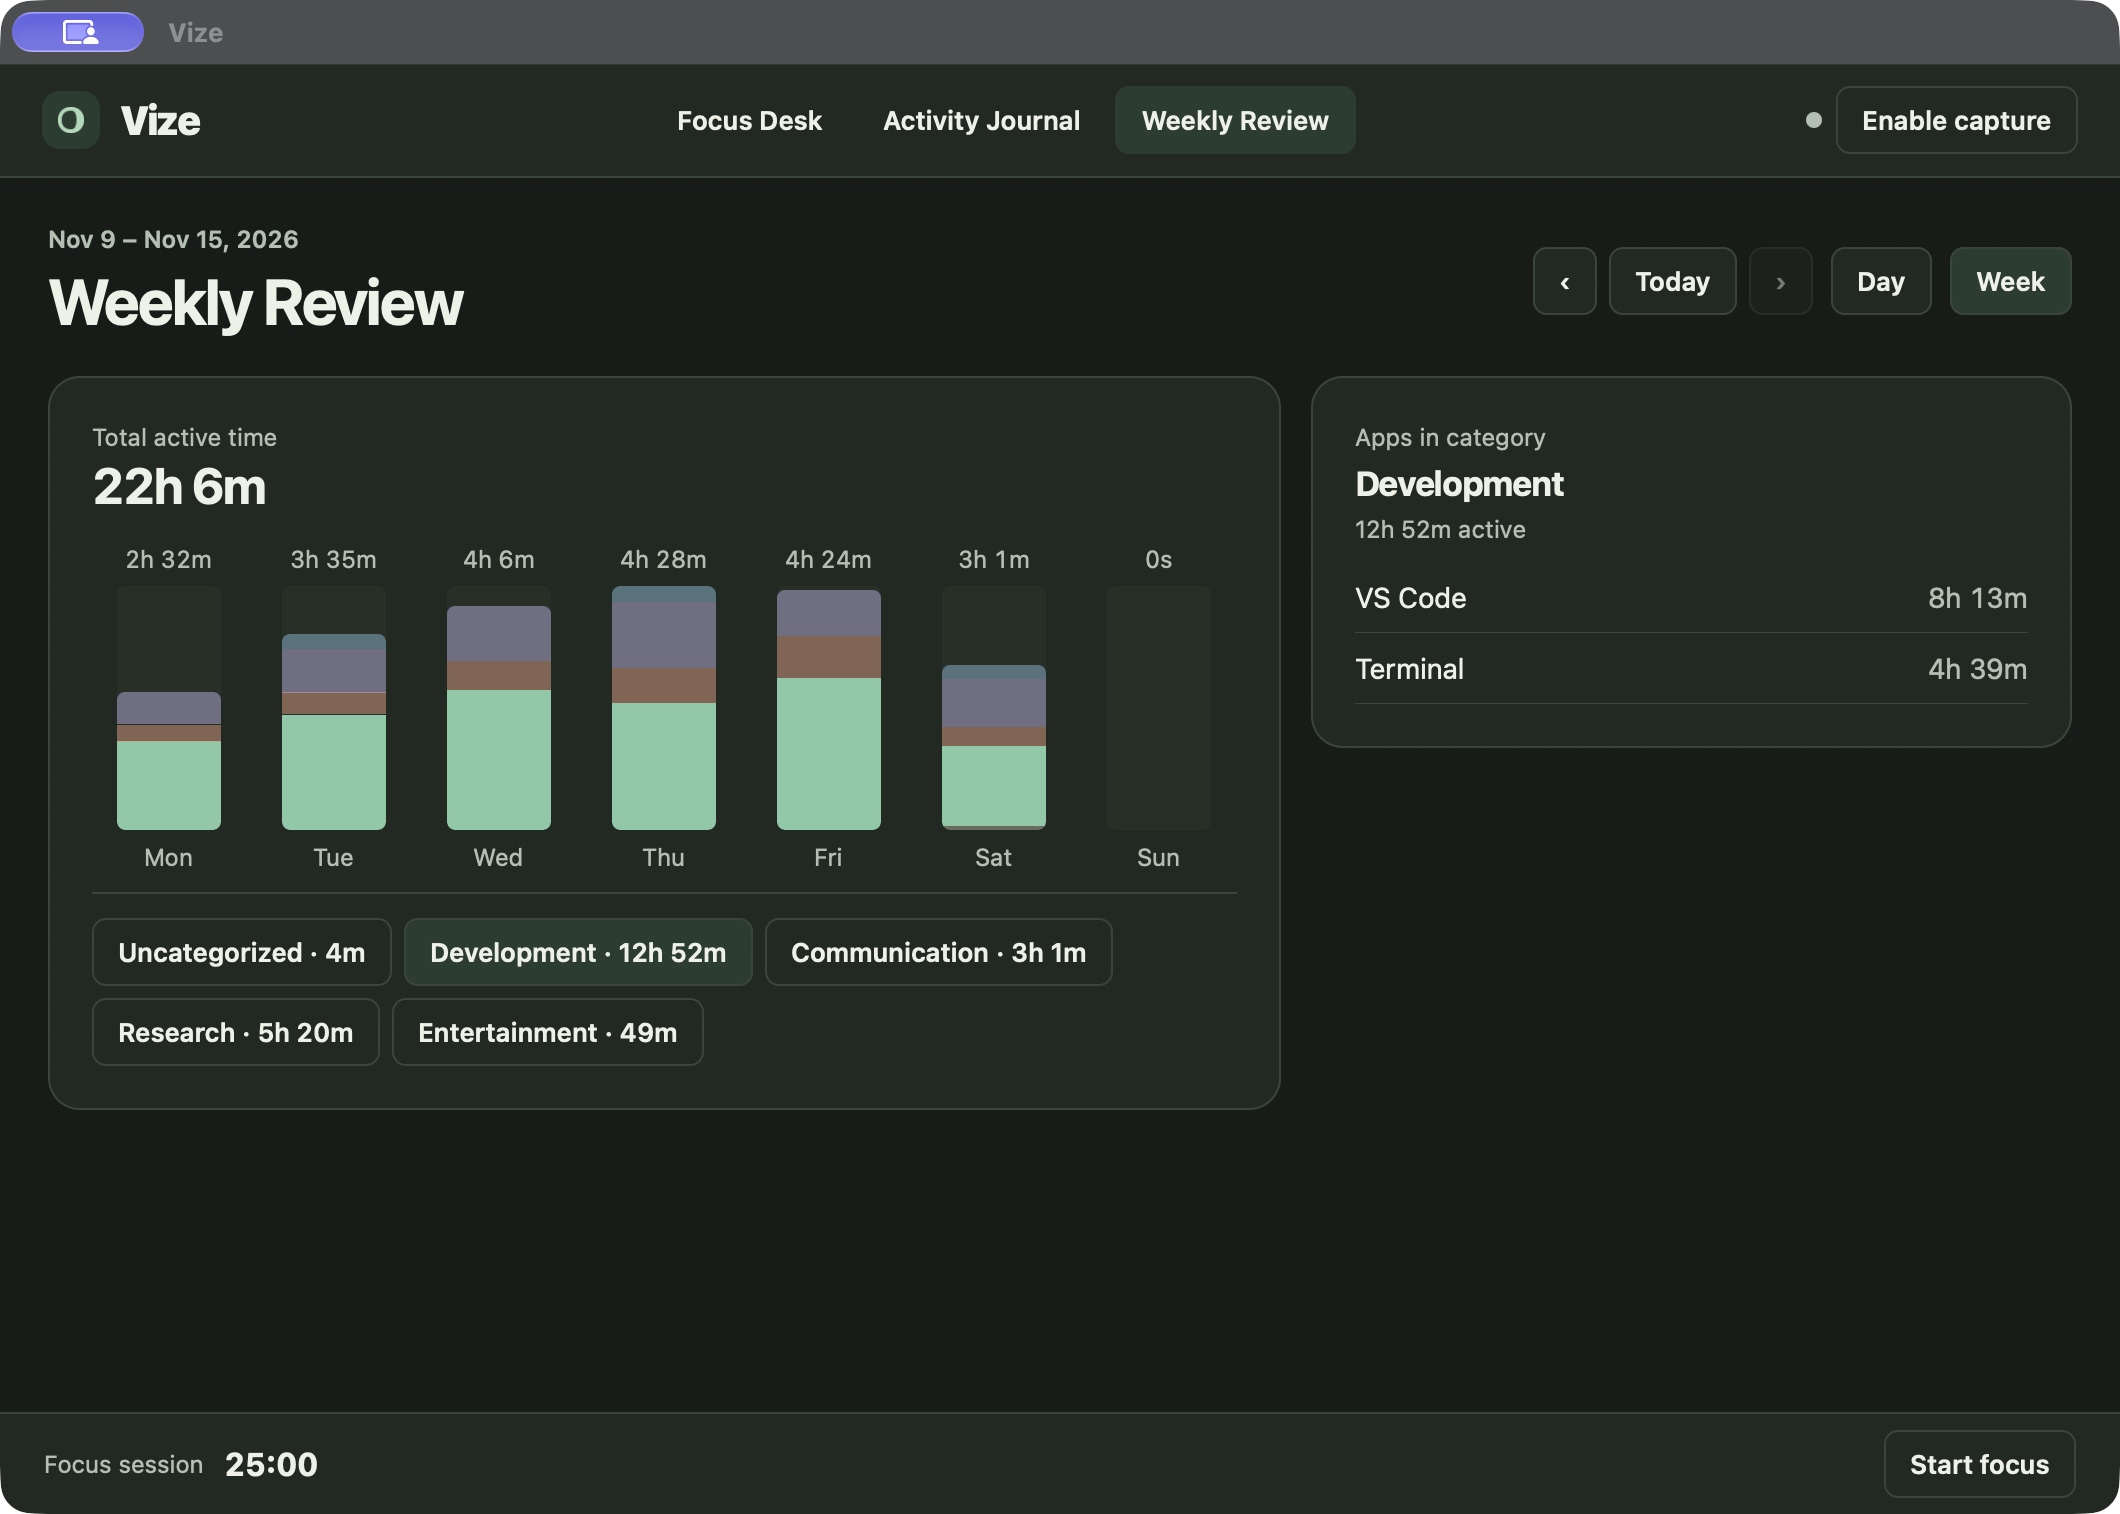 Vize
O Vize
Focus Desk Activity Journal Weekly Review
Enable capture
Nov 9 – Nov 15, 2026
Weekly Review
‹ Today › Day Week
Total active time
22h 6m
2h 32m 3h 35m 4h 6m 4h 28m 4h 24m 3h 1m 0s
Mon Tue Wed Thu Fri Sat Sun
Uncategorized · 4m Development · 12h 52m Communication · 3h 1m
Research · 5h 20m Entertainment · 49m
Apps in category
Development
12h 52m active
VS Code 8h 13m
Terminal 4h 39m
Focus session 25:00
Start focus